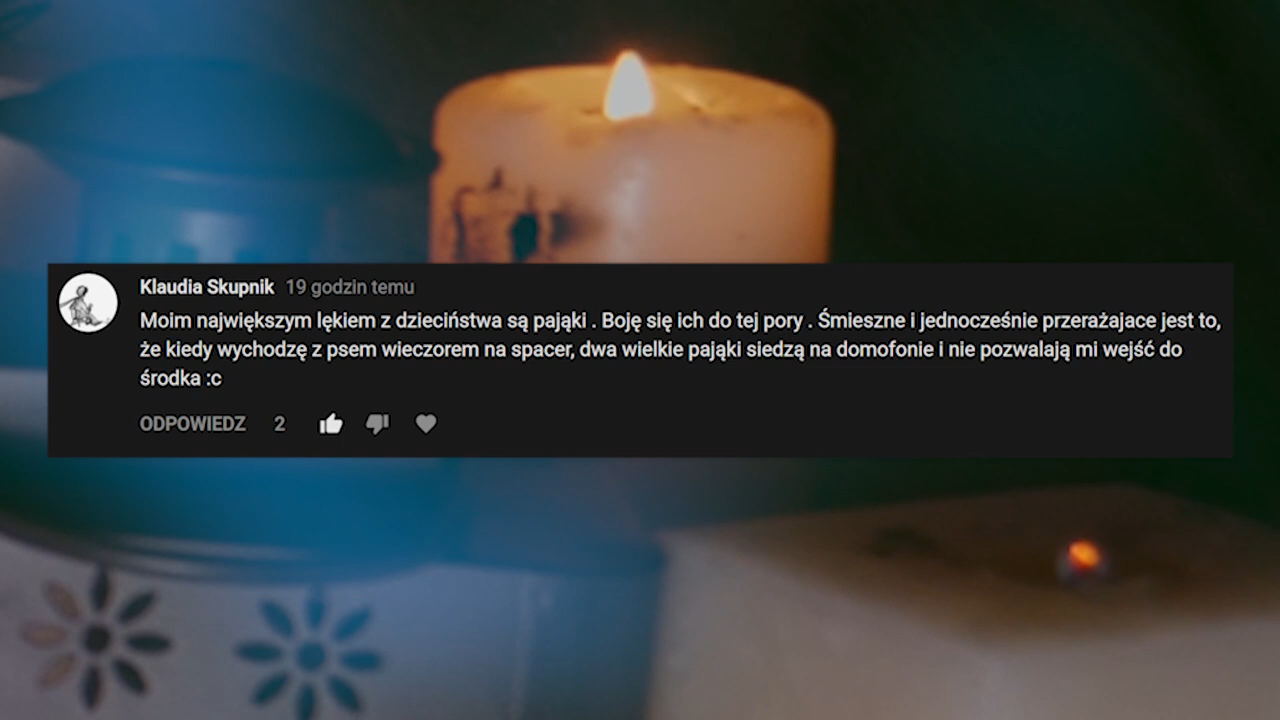 Klaudia Skupnik 19 godzin temu
Moim największym lękiem z dzieciństwa są pająki . Boję się ich do tej pory . Śmieszne i jednocześnie przerażajace jest to,
że kiedy wychodzę z psem wieczorem na spacer, dwa wielkie pająki siedzą na domofonie i nie pozwalają mi wejść do
środka :c
ODPOWIEDZ 2